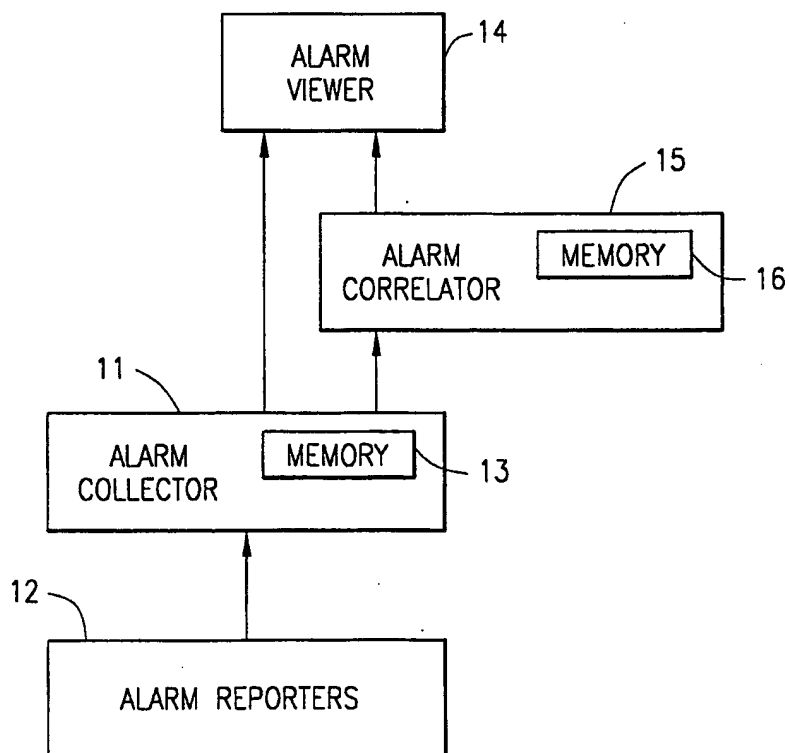 14
ALARM
VIEWER
15
ALARM
CORRELATOR
MEMORY
16
11
ALARM
COLLECTOR
MEMORY
13
12
ALARM REPORTERS